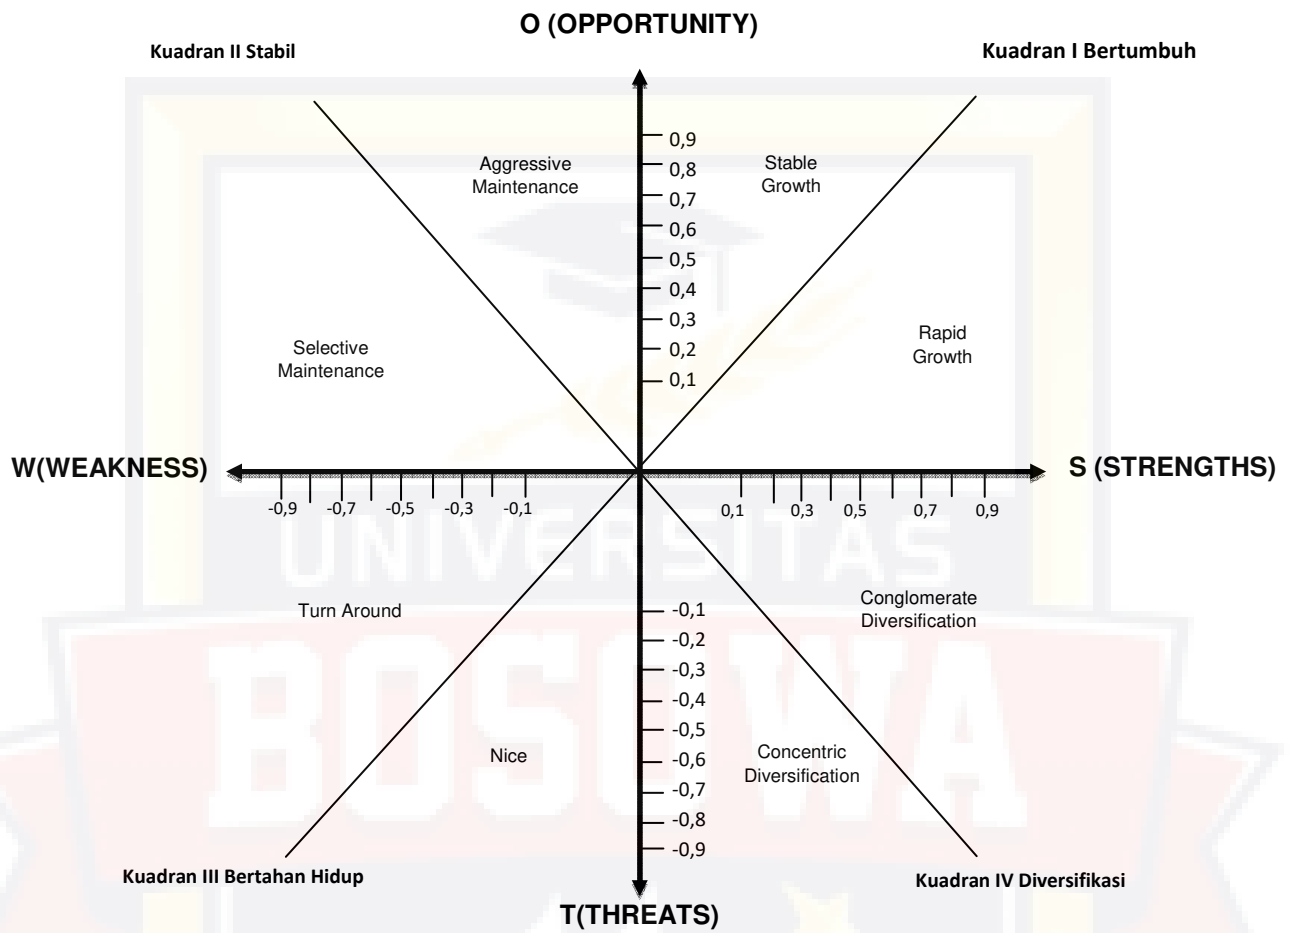 O (OPPORTUNITY)
Kuadran II Stabil
Kuadran I Bertumbuh
Aggressive
Maintenance
Stable
Growth
0,9
0,8
0,7
0,6
0,5
0,4
0,3
0,2
0,1
Selective
Maintenance
Rapid
Growth
W(WEAKNESS)
S (STRENGTHS)
-0,9 -0,7 -0,5 -0,3 -0,1
0,1 0,3 0,5 0,7 0,9
UNIVERSITAS
BOSOWA
Turn Around
Conglomerate
Diversification
-0,1
-0,2
-0,3
-0,4
-0,5
-0,6
-0,7
-0,8
-0,9
Nice
Concentric
Diversification
Kuadran III Bertahan Hidup
Kuadran IV Diversifikasi
T(THREATS)